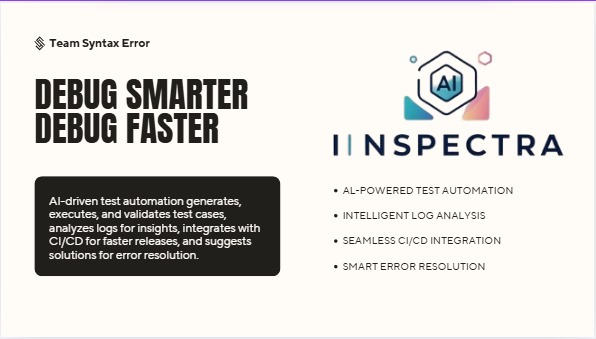 Team Syntax Error
DEBUG SMARTER
DEBUG FASTER
AI-driven test automation generates,
executes, and validates test cases,
analyzes logs for insights, integrates with
CI/CD for faster releases, and suggests
solutions for error resolution.
AI
IINSPECTRA
• AL-POWERED TEST AUTOMATION
• INTELLIGENT LOG ANALYSIS
• SEAMLESS CI/CD INTEGRATION
• SMART ERROR RESOLUTION